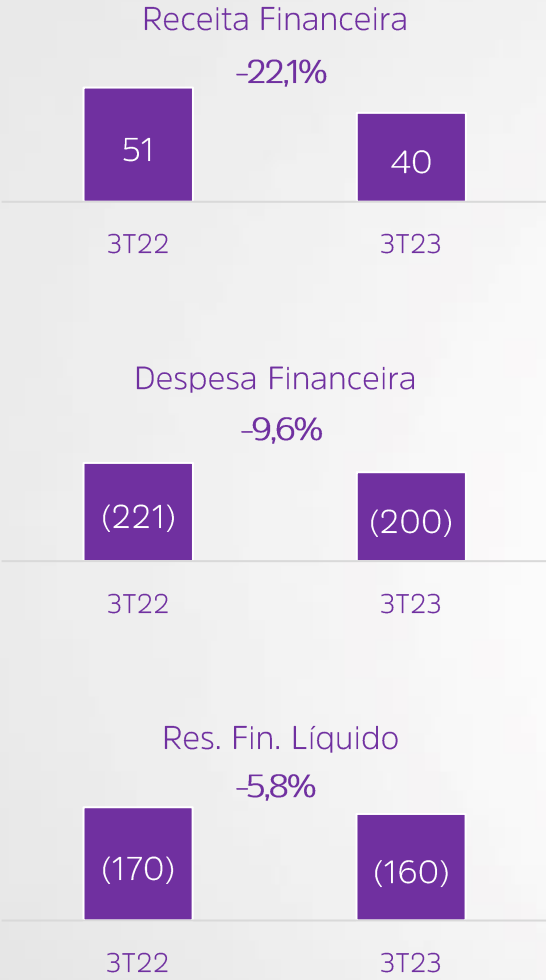 Receita Financeira
-22,1%
51 40
3T22 3T23
Despesa Financeira
-9,6%
(221) (200)
3T22 3T23
Res. Fin. Líquido
-5,8%
(170) (160)
3T22 3T23